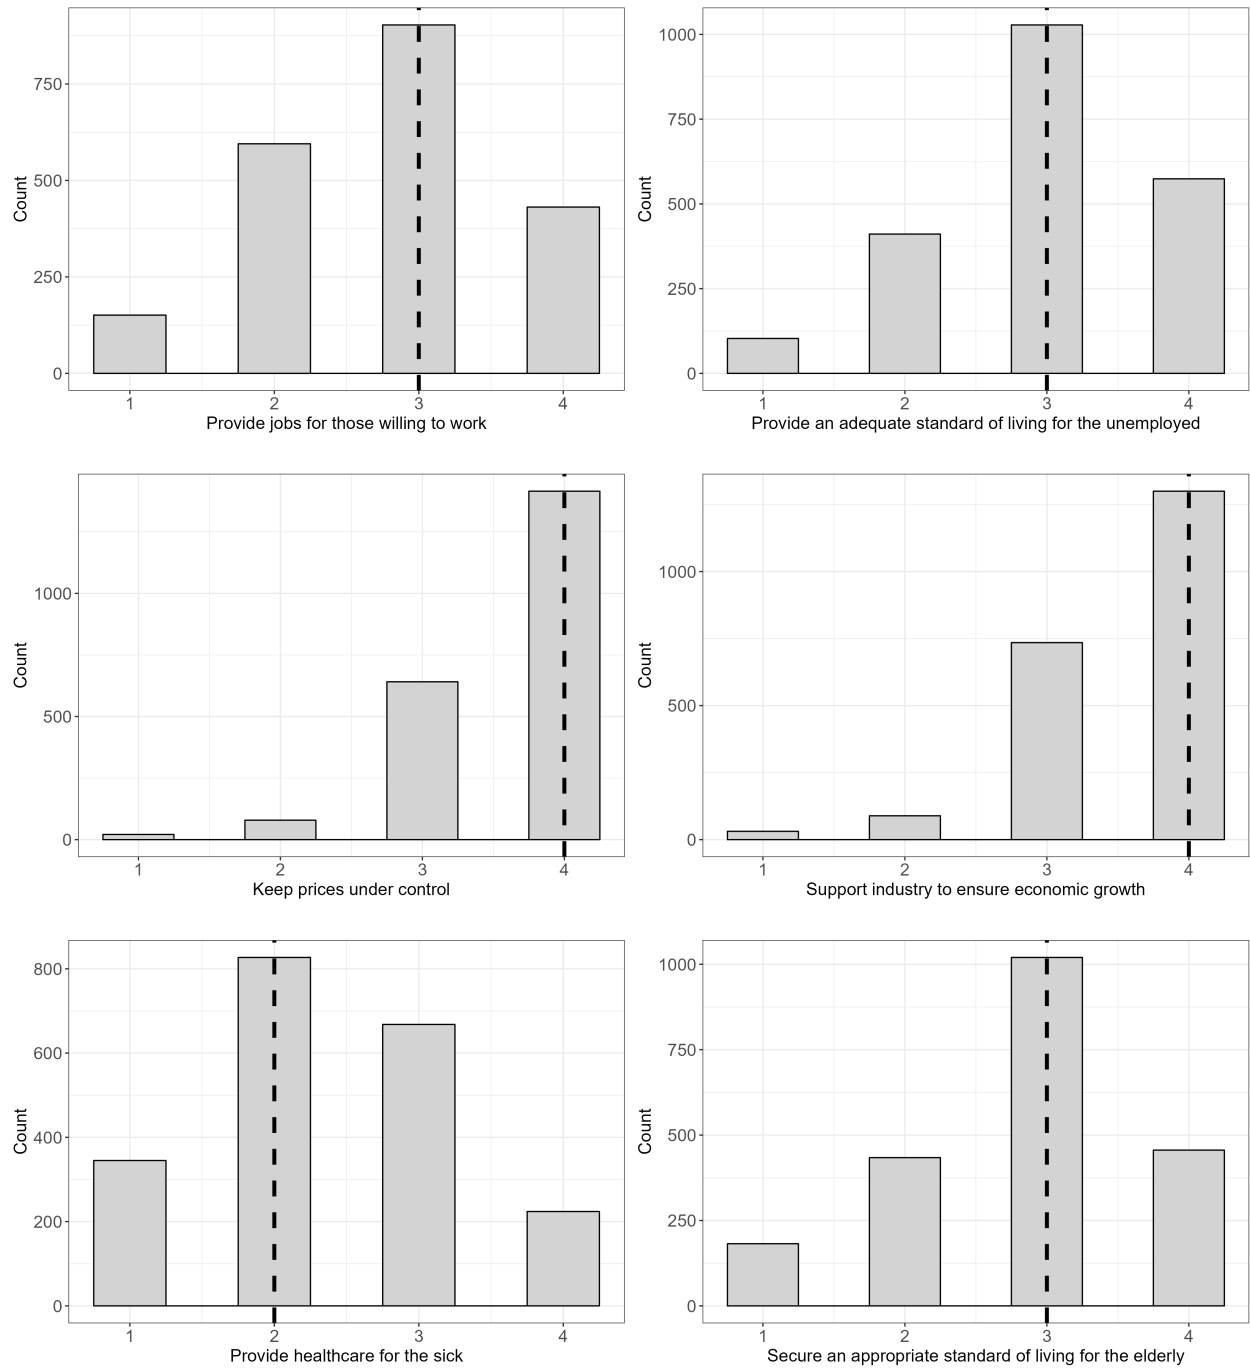 750
500
250
0
Count
1 2 3 4
Provide jobs for those willing to work
1000
750
500
250
0
Count
1 2 3 4
Provide an adequate standard of living for the unemployed
1000
500
0
Count
1 2 3 4
Keep prices under control
1000
500
0
Count
1 2 3 4
Support industry to ensure economic growth
800
600
400
200
0
Count
1 2 3 4
Provide healthcare for the sick
1000
750
500
250
0
Count
1 2 3 4
Secure an appropriate standard of living for the elderly